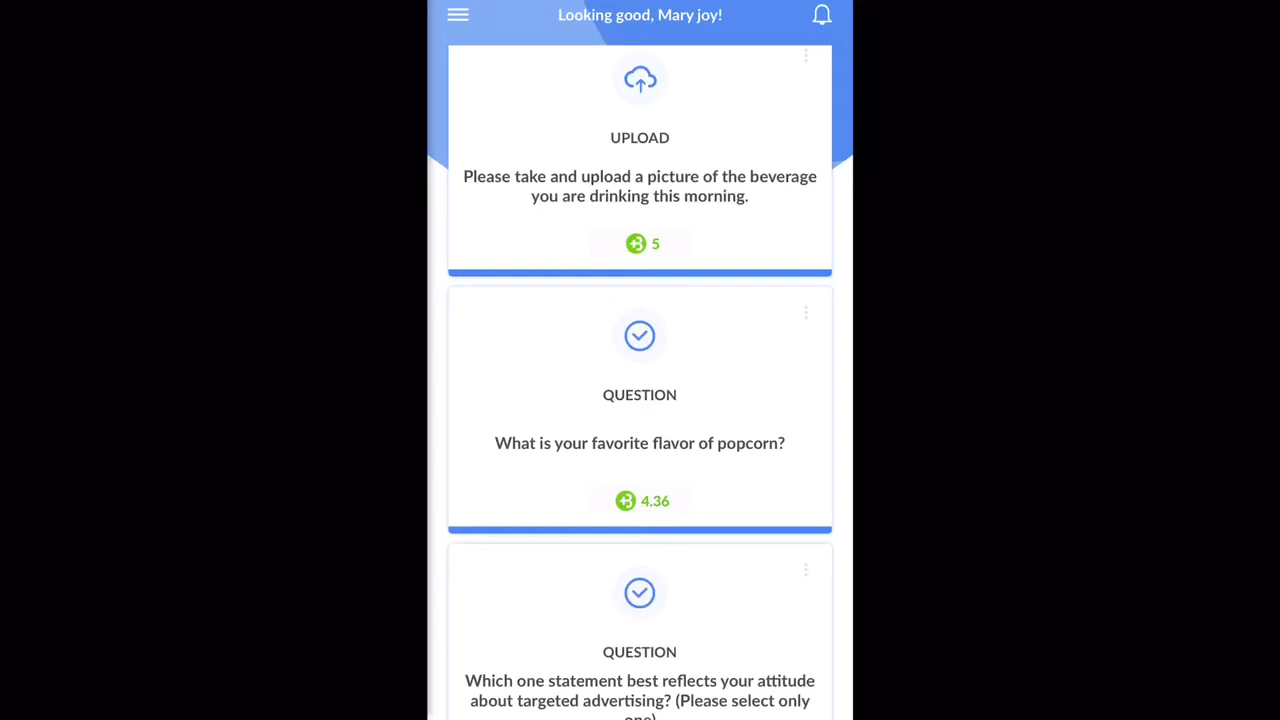 Looking good, Mary joy!
UPLOAD
Please take and upload a picture of the beverage
you are drinking this morning.
5
QUESTION
What is your favorite flavor of popcorn?
4.36
QUESTION
Which one statement best reflects your attitude
about targeted advertising? (Please select only
one)